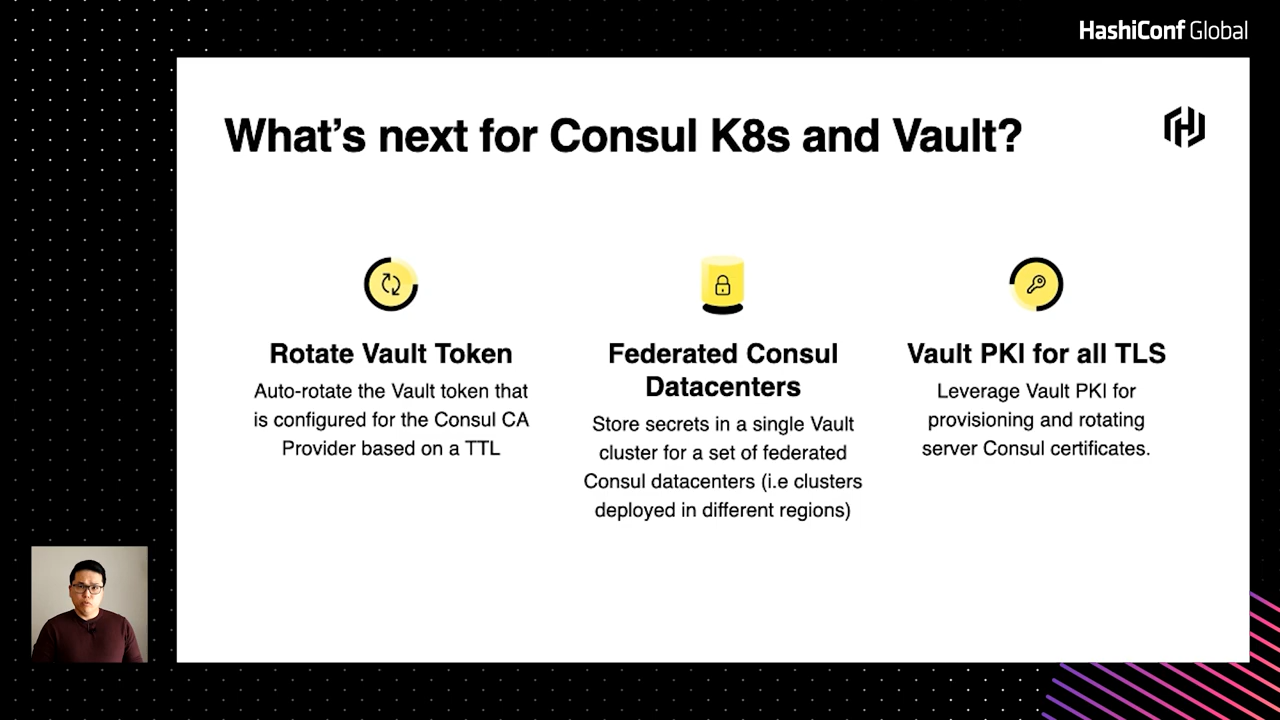 HashiConf Global
What’s next for Consul K8s and Vault?
Rotate Vault Token
Auto-rotate the Vault token that
is configured for the Consul CA
Provider based on a TTL
Federated Consul
Datacenters
Store secrets in a single Vault
cluster for a set of federated
Consul datacenters (i.e clusters
deployed in different regions)
Vault PKI for all TLS
Leverage Vault PKI for
provisioning and rotating
server Consul certificates.